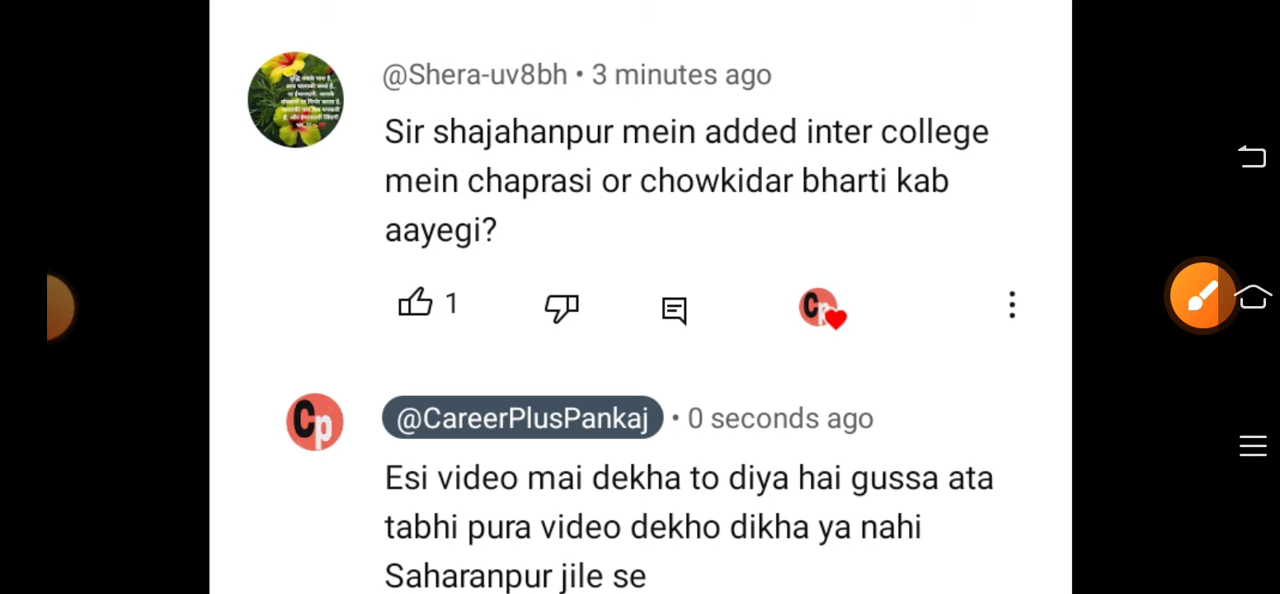 @Shera-uv8bh • 3 minutes ago
Sir shajahanpur mein added inter college
mein chaprasi or chowkidar bharti kab
aayegi?
1
Cp
Cp
@CareerPlusPankaj • 0 seconds ago
Esi video mai dekha to diya hai gussa ata
tabhi pura video dekho dikha ya nahi
Saharanpur jile se